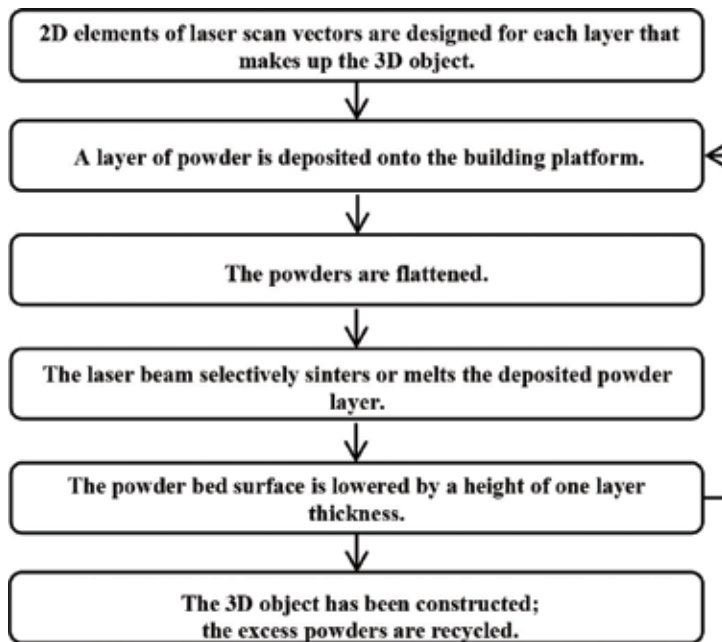 2D elements of laser scan vectors are designed for each layer that
makes up the 3D object.
A layer of powder is deposited onto the building platform.
The powders are flattened.
The laser beam selectively sinters or melts the deposited powder
layer.
The powder bed surface is lowered by a height of one layer
thickness.
The 3D object has been constructed;
the excess powders are recycled.